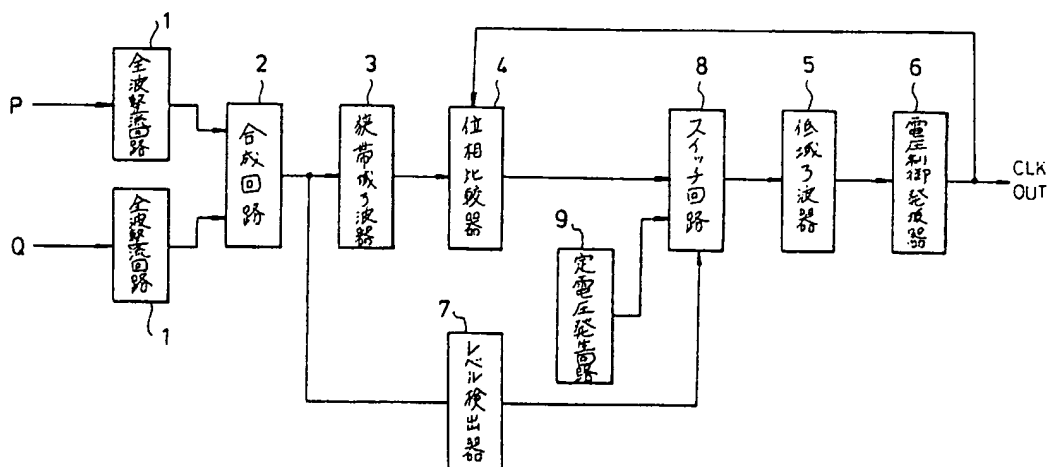 1
全波整流回路
P
2
合成回路
3
狭帯域ろ波器
4
位相比較器
8
スイッチ回路
5
低域ろ波器
6
電圧制御発振器
CLK
OUT
全波整流回路
Q
1
9
定電圧発生回路
7
レベル検出器